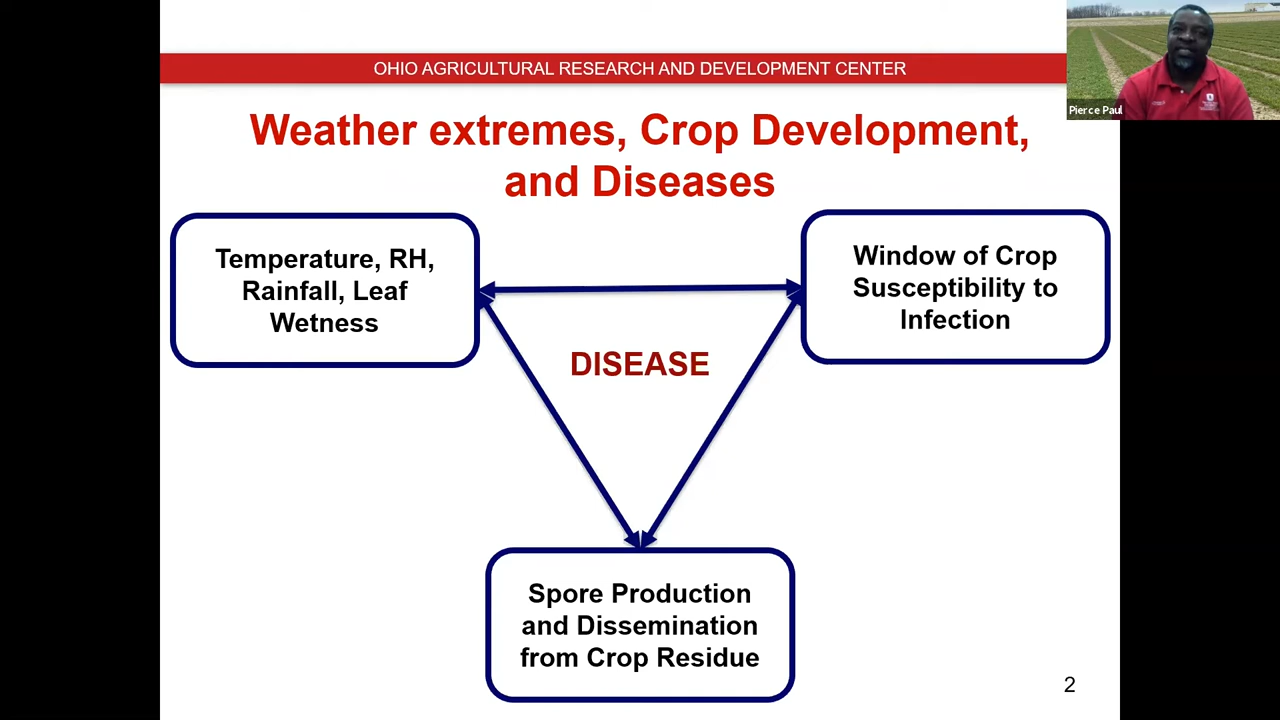 OHIO AGRICULTURAL RESEARCH AND DEVELOPMENT CENTER
Pierce Paul
Weather extremes, Crop Development,
and Diseases
Temperature, RH,
Rainfall, Leaf
Wetness
Window of Crop
Susceptibility to
Infection
DISEASE
Spore Production
and Dissemination
from Crop Residue
2